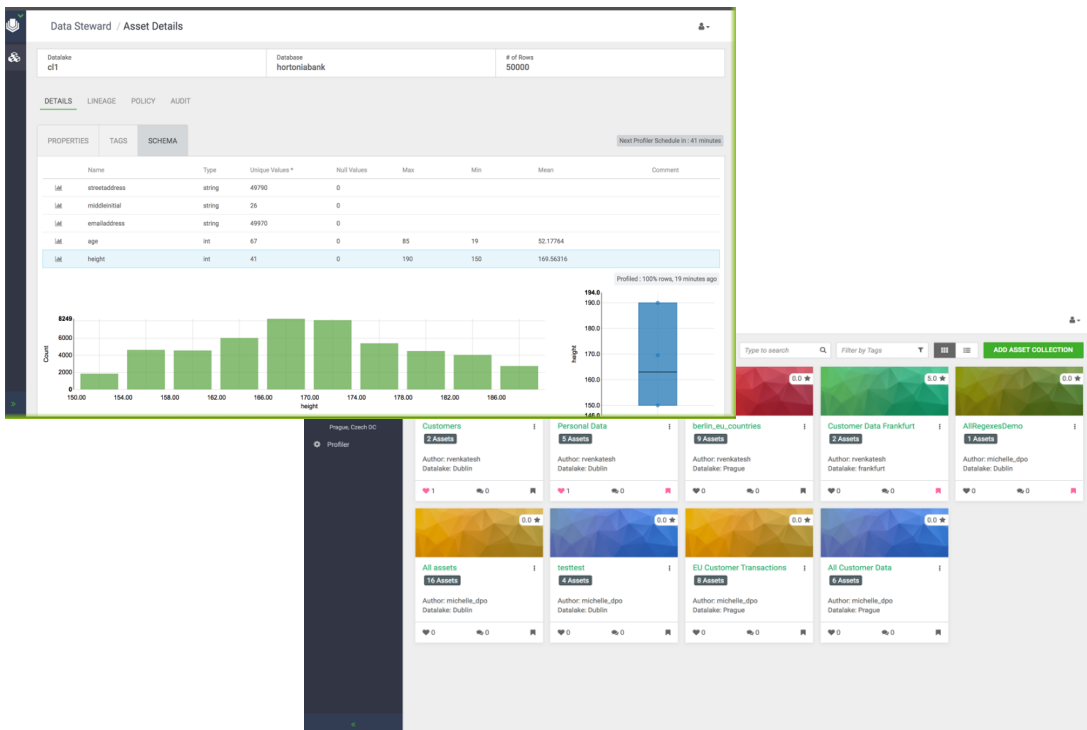 Data Steward / Asset Details
Datalake
cl1
Database
hortoniabank
# of Rows
50000
DETAILS LINEAGE POLICY AUDIT
PROPERTIES TAGS SCHEMA
Next Profiler Schedule in : 41 minutes
Name Type Unique Values * Null Values Max Min Mean Comment
streetaddress string 49790 0
middleinitial string 26 0
emailaddress string 49970 0
age int 67 0 85 19 52.17764
height int 41 0 190 150 169.56316
Profiled : 100% rows, 19 minutes ago
8249
6000
4000
2000
0
Count
150.00 154.00 158.00 162.00 166.00 170.00 174.00 178.00 182.00 186.00
height
194.0
190.0
180.0
170.0
160.0
150.0
146.0
height
Type to search
Filter by Tags
ADD ASSET COLLECTION
0.0 5.0 0.0
Prague, Czech DC
Profiler
Customers
2 Assets
Author: rvenkatesh
Datalake: Dublin
1 0
Personal Data
5 Assets
Author: rvenkatesh
Datalake: Dublin
1 0
berlin_eu_countries
9 Assets
Author: rvenkatesh
Datalake: Prague
0 0
Customer Data Frankfurt
2 Assets
Author: rvenkatesh
Datalake: frankfurt
0 0
AllRegexesDemo
1 Assets
Author: michelle_dpo
Datalake: Dublin
0 0
0.0 0.0 0.0 0.0
All assets
16 Assets
Author: michelle_dpo
Datalake: Dublin
0 0
testtest
4 Assets
Author: michelle_dpo
Datalake: Dublin
0 0
EU Customer Transactions
8 Assets
Author: michelle_dpo
Datalake: Prague
0 0
All Customer Data
6 Assets
Author: michelle_dpo
Datalake: Prague
0 0